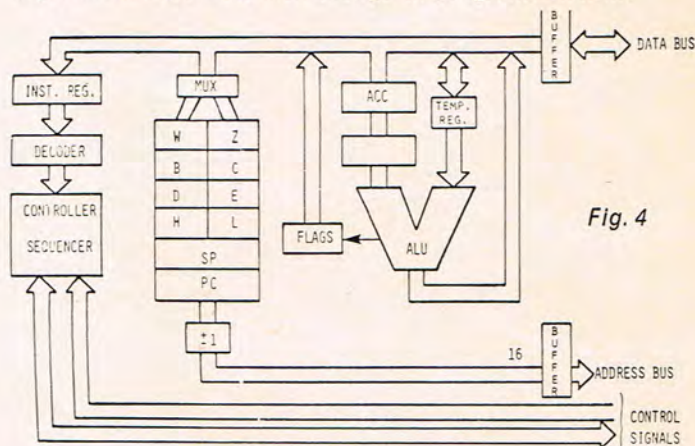 BUFFER
DATA BUS
INST. REG.
MUX
ACC
TEMP.
REG.
W Z
DECODER
B C
D E
CONTROLLER
SEQUENCER
H L
FLAGS
ALU
Fig. 4
SP
PC
±1
16
BUFFER
ADDRESS BUS
CONTROL
SIGNALS